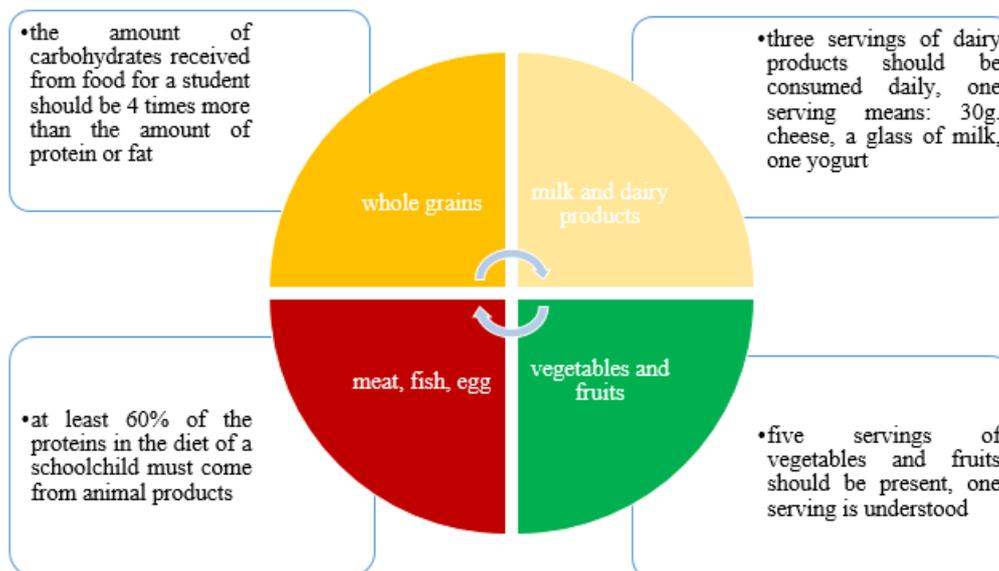 •the amount of
carbohydrates received
from food for a student
should be 4 times more
than the amount of
protein or fat
•three servings of dairy
products should be
consumed daily, one
serving means: 30g.
cheese, a glass of milk,
one yogurt
whole grains
milk and dairy
products
meat, fish, egg
vegetables and
fruits
•at least 60% of the
proteins in the diet of a
schoolchild must come
from animal products
•five servings of
vegetables and fruits
should be present, one
serving is understood